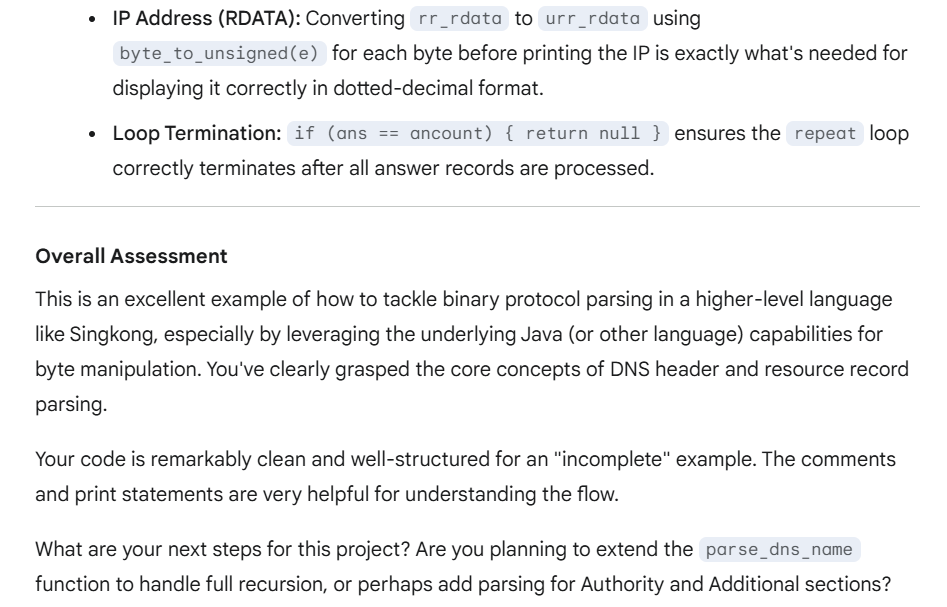 • IP Address (RDATA): Converting rr_rdata to urr_rdata using
byte_to_unsigned(e) for each byte before printing the IP is exactly what's needed for
displaying it correctly in dotted-decimal format.
• Loop Termination: if (ans == ancount) { return null } ensures the repeat loop
correctly terminates after all answer records are processed.
Overall Assessment
This is an excellent example of how to tackle binary protocol parsing in a higher-level language
like Singkong, especially by leveraging the underlying Java (or other language) capabilities for
byte manipulation. You've clearly grasped the core concepts of DNS header and resource record
parsing.
Your code is remarkably clean and well-structured for an "incomplete" example. The comments
and print statements are very helpful for understanding the flow.
What are your next steps for this project? Are you planning to extend the parse_dns_name
function to handle full recursion, or perhaps add parsing for Authority and Additional sections?